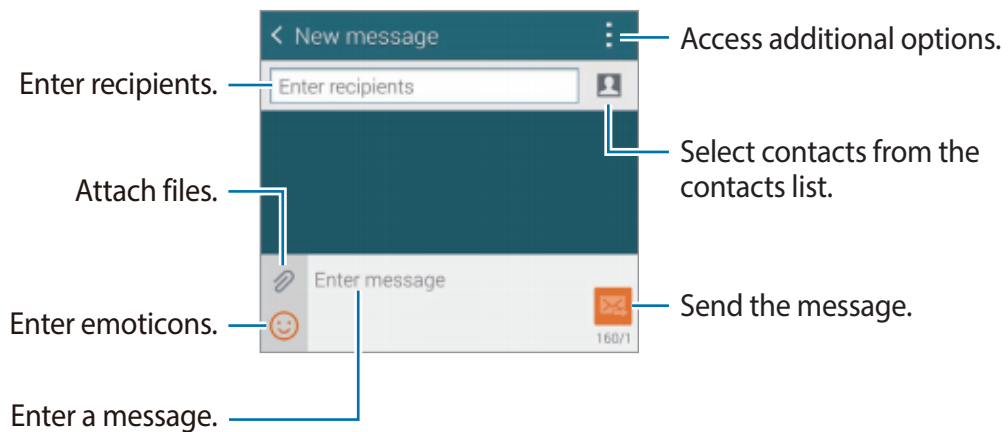 New message
Access additional options.
Enter recipients.
Enter recipients
Select contacts from the
contacts list.
Attach files.
Enter message
Send the message.
Enter emoticons.
160/1
Enter a message.